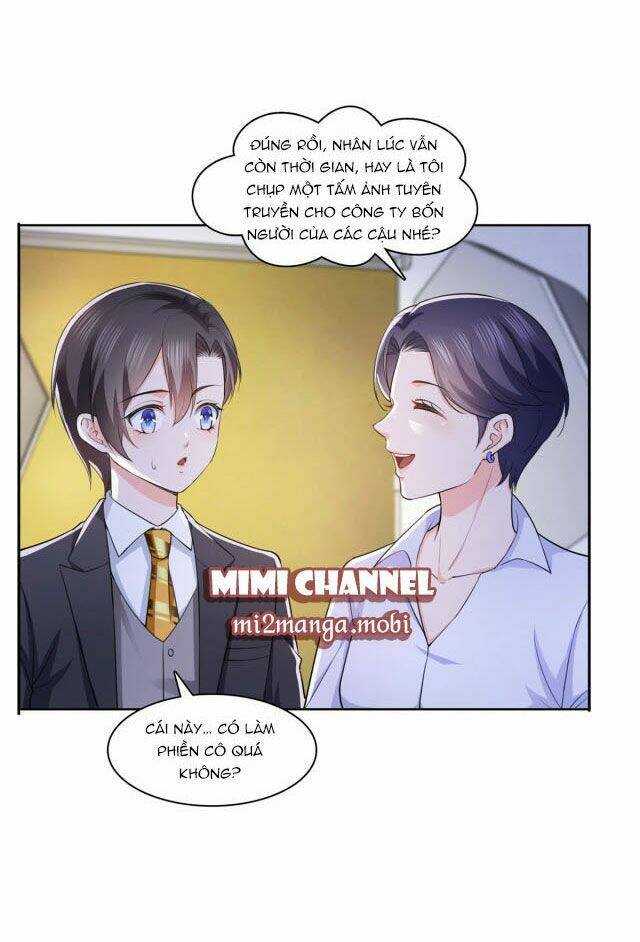 ĐÚNG RỒI, NHÂN LÚC VẪN
CÒN THỜI GIAN, HAY LÀ TÔI
CHỤP MỘT TẤM ẢNH TUYÊN
TRUYỀN CHO CÔNG TY BỐN
NGƯỜI CỦA CÁC CẬU NHÉ?
MIMI CHANNEL
mi2manga.mobi
CÁI NÀY... CÓ LÀM
PHIỀN CÔ QUÁ
KHÔNG?